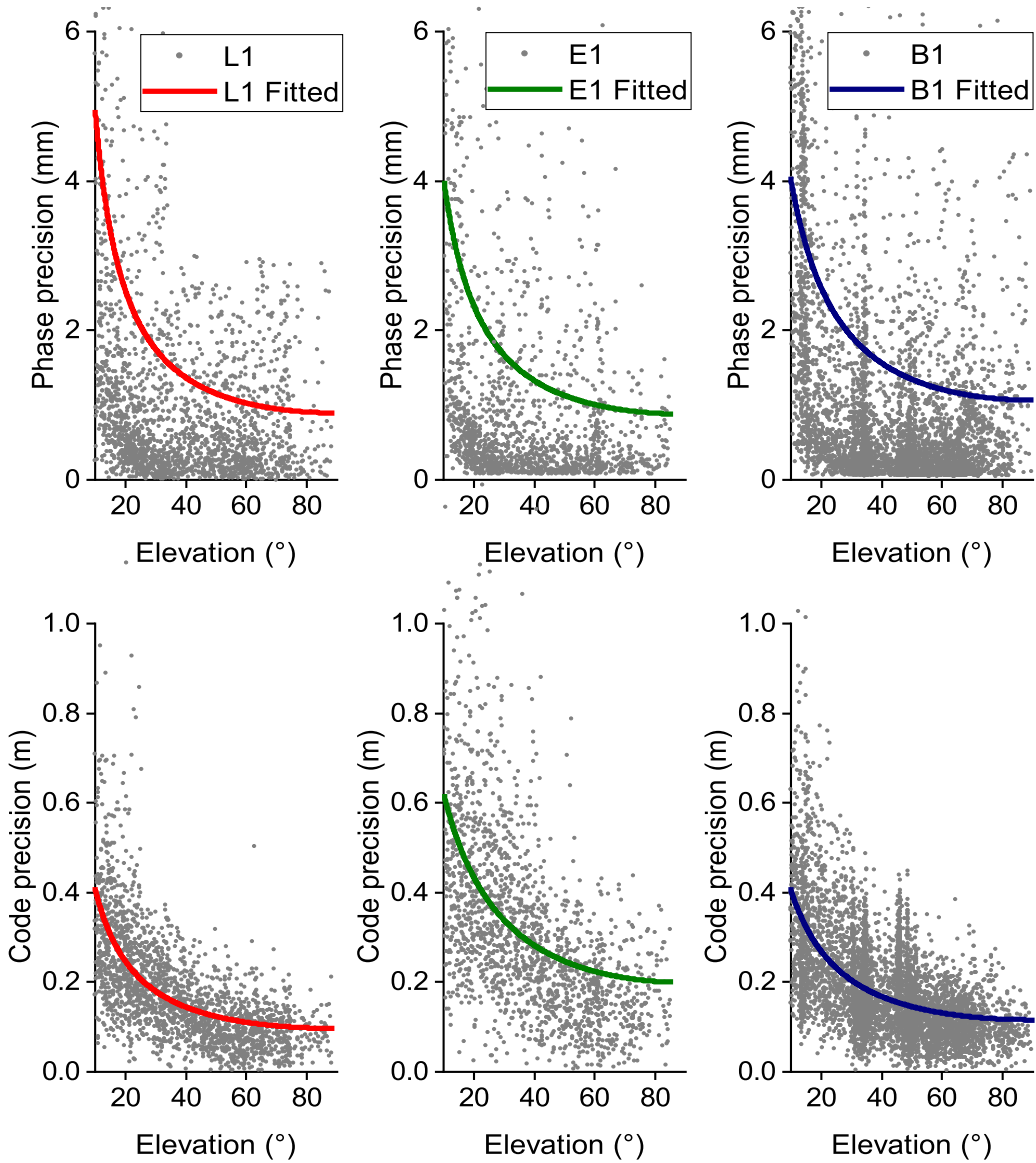 L1
L1 Fitted
E1
E1 Fitted
B1
B1 Fitted
Phase precision (mm)
6
4
2
0
20 40 60 80
Elevation (°)
Phase precision (mm)
6
4
2
0
20 40 60 80
Elevation (°)
Phase precision (mm)
6
4
2
0
20 40 60 80
Elevation (°)
Code precision (m)
1.0
0.8
0.6
0.4
0.2
0.0
20 40 60 80
Elevation (°)
Code precision (m)
1.0
0.8
0.6
0.4
0.2
0.0
20 40 60 80
Elevation (°)
Code precision (m)
1.0
0.8
0.6
0.4
0.2
0.0
20 40 60 80
Elevation (°)